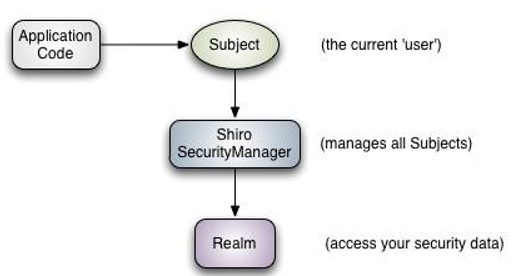 Application
Code
Subject
(the current 'user')
Shiro
SecurityManager
(manages all Subjects)
Realm
(access your security data)